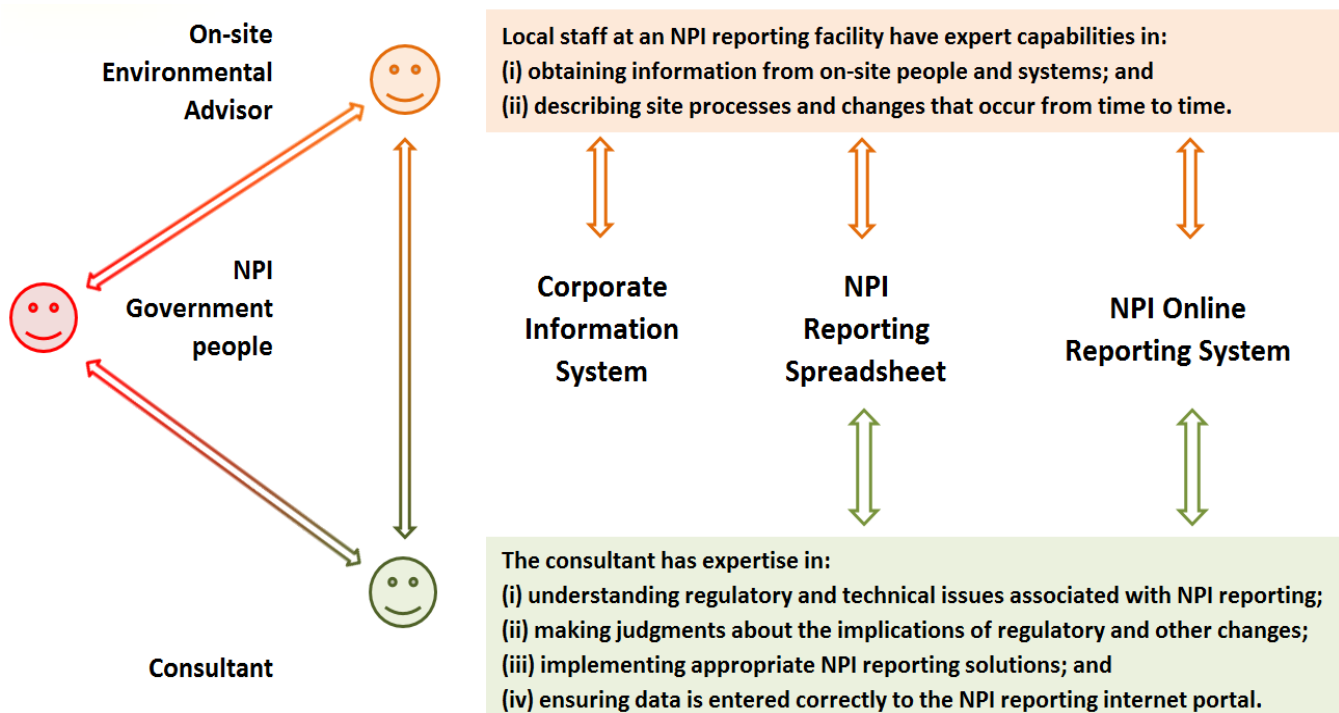 On-site
Environmental
Advisor
Local staff at an NPI reporting facility have expert capabilities in:
(i) obtaining information from on-site people and systems; and
(ii) describing site processes and changes that occur from time to time.
NPI
Government
people
Corporate
Information
System
NPI
Reporting
Spreadsheet
NPI Online
Reporting System
Consultant
The consultant has expertise in:
(i) understanding regulatory and technical issues associated with NPI reporting;
(ii) making judgments about the implications of regulatory and other changes;
(iii) implementing appropriate NPI reporting solutions; and
(iv) ensuring data is entered correctly to the NPI reporting internet portal.